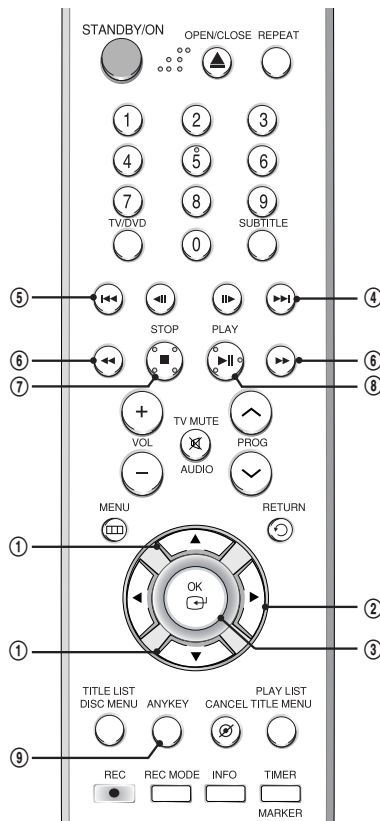 STANDBY/ON
OPEN/CLOSE REPEAT
1 2 3
4 5 6
7 8 9
TV/DVD SUBTITLE
0
⑤ ④
STOP PLAY
⑥ ⑥
⑦ ⑧
+
TV MUTE
VOL PROG
−
AUDIO
MENU RETURN
①
OK
②
① ③
TITLE LIST PLAY LIST
DISC MENU ANYKEY CANCEL TITLE MENU
⑨
REC REC MODE INFO TIMER
MARKER